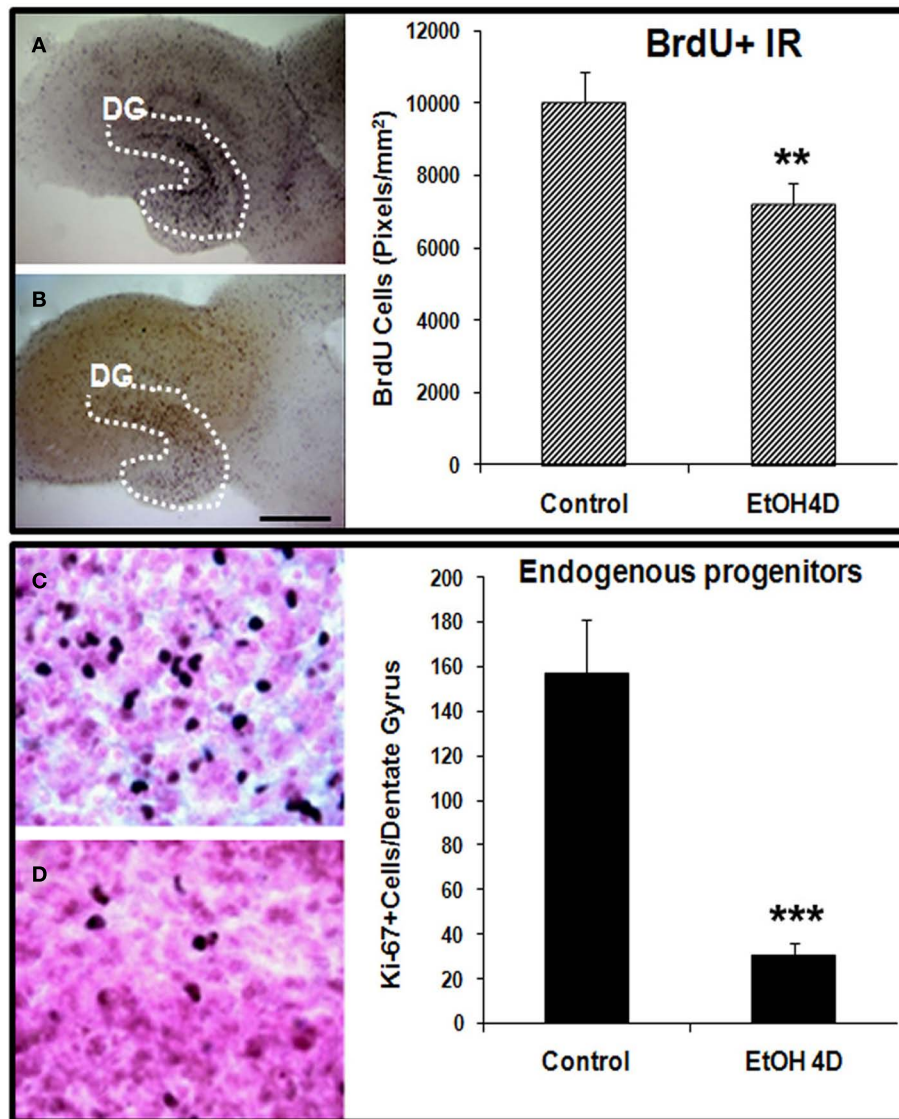 A
DG
B
DG
BrdU+ IR
BrdU Cells (Pixels/mm²)
12000
10000
8000
6000
4000
2000
0
**
Control
EtOH4D
C
D
Endogenous progenitors
Ki-67+Cells/Dentate Gyrus
200
180
160
140
120
100
80
60
40
20
0
***
Control
EtOH 4D